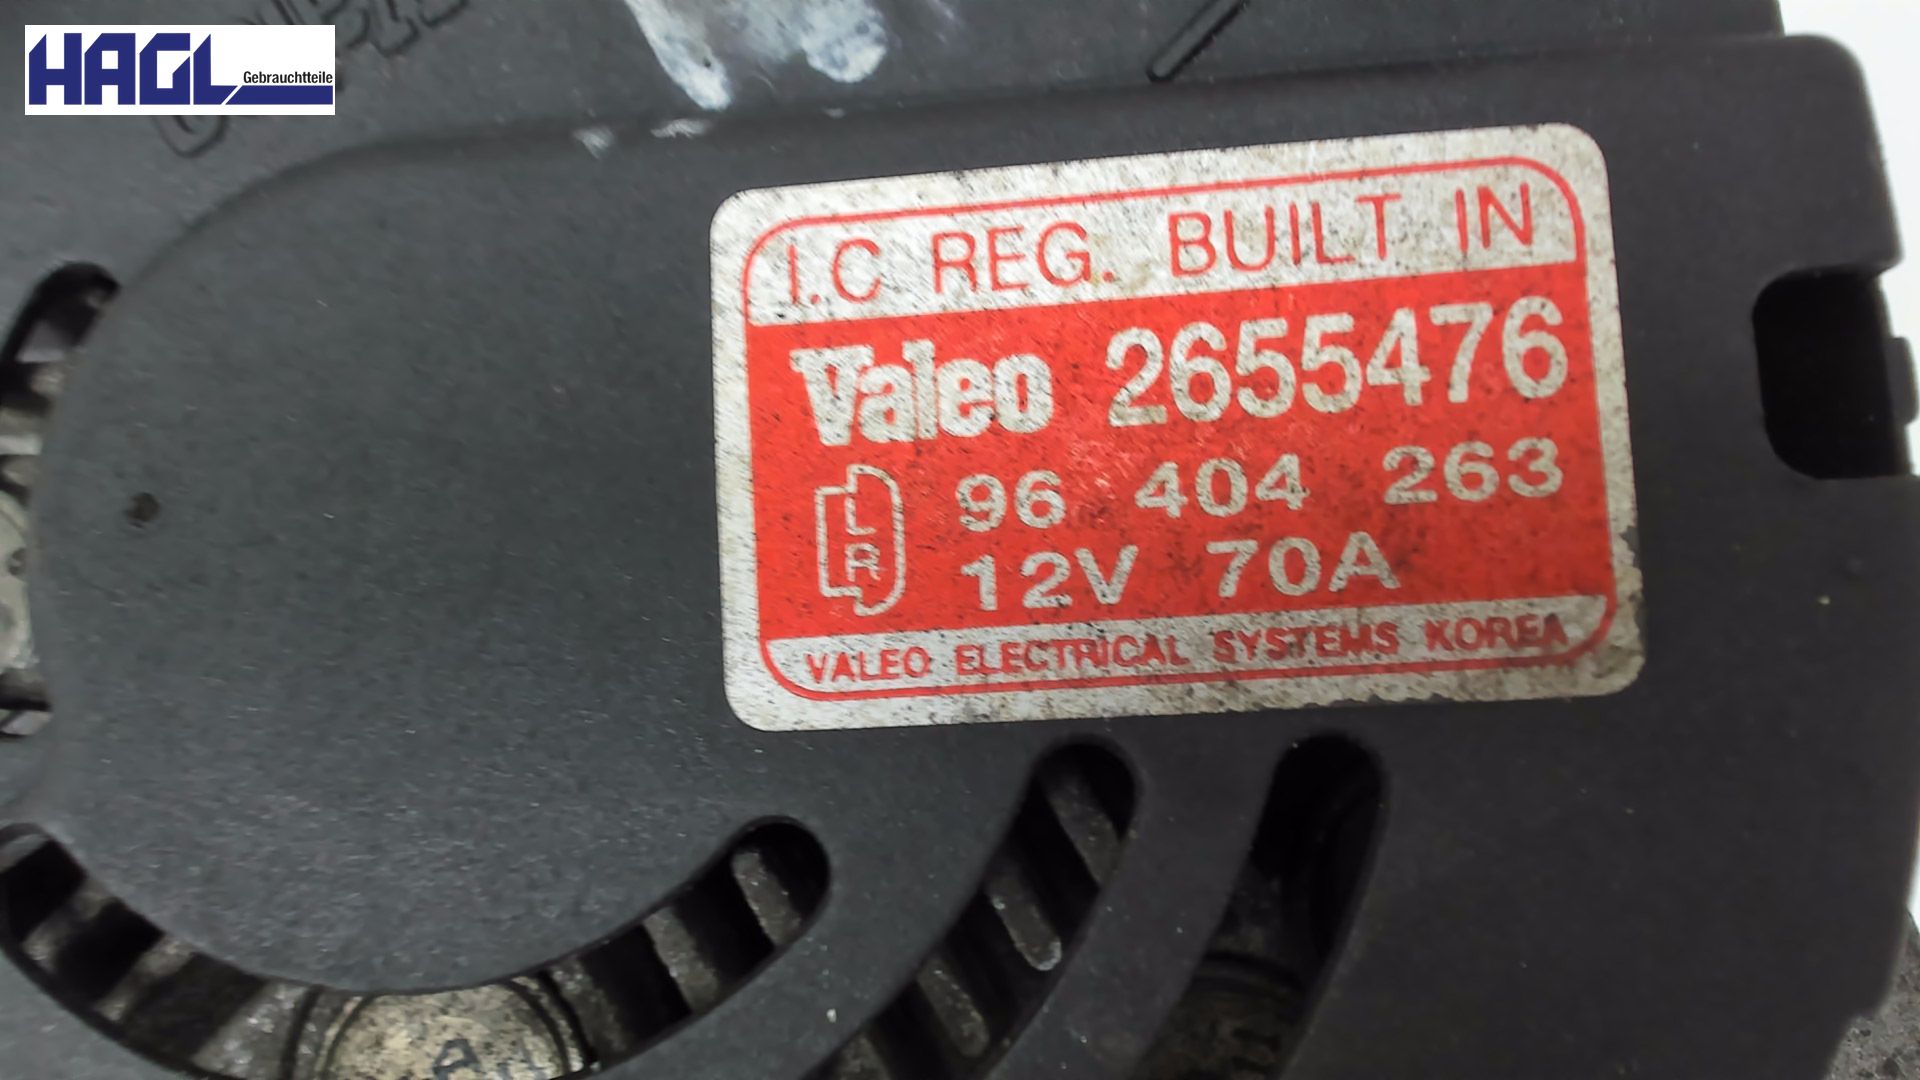 HAGL
Gebrauchtteile
I.C REG. BUILT IN
Valeo 2655476
L
R
96 404 263
12V 70A
VALEO ELECTRICAL SYSTEMS KOREA